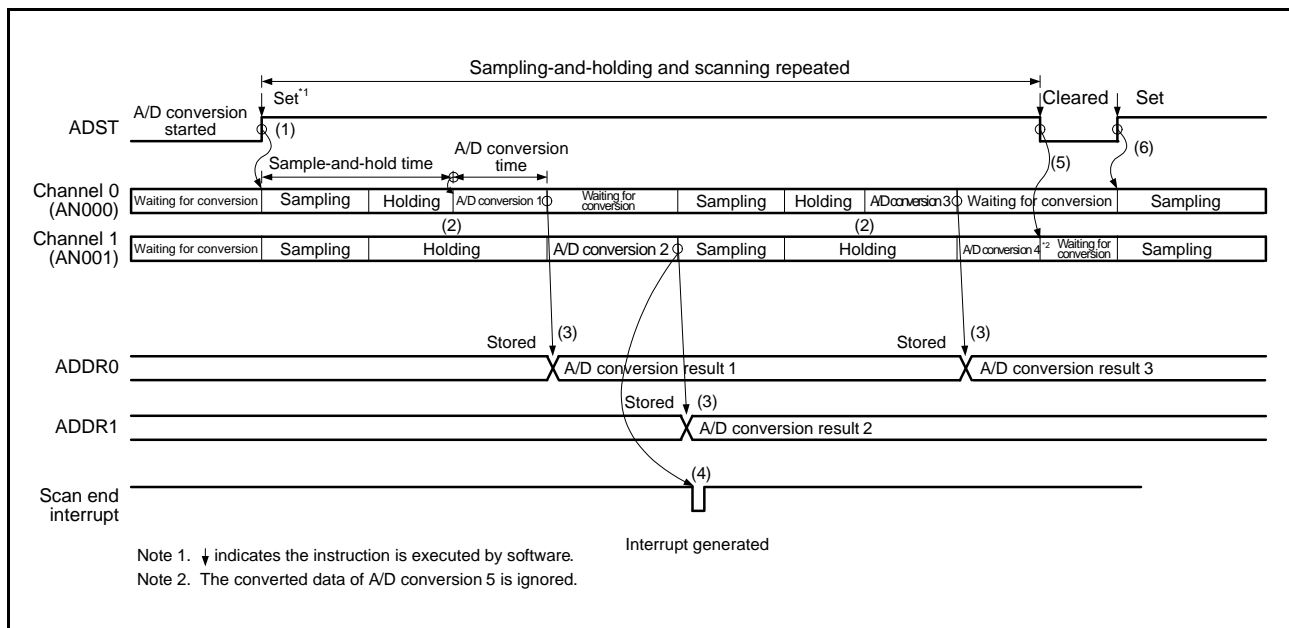 Sampling-and-holding and scanning repeated
Set*1
Cleared
Set
A/D conversion
started
ADST
(1)
(5)
(6)
Sample-and-hold time
A/D conversion
time
Channel 0
(AN000)
Waiting for conversion
Sampling
Holding
A/D conversion 1
Waiting for
conversion
Sampling
Holding
A/D conversion 3
Waiting for conversion
Sampling
(2)
(2)
Channel 1
(AN001)
Waiting for conversion
Sampling
Holding
A/D conversion 2
Sampling
Holding
A/D conversion 4
*2
Waiting for
conversion
Sampling
Stored
(3)
Stored
(3)
ADDR0
A/D conversion result 1
A/D conversion result 3
Stored
(3)
ADDR1
A/D conversion result 2
(4)
Scan end
interrupt
Interrupt generated
Note 1. ↓ indicates the instruction is executed by software.
Note 2. The converted data of A/D conversion 5 is ignored.